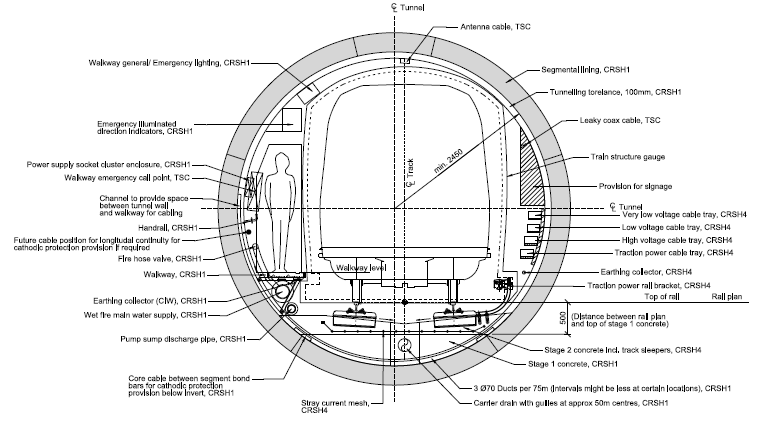 ℄ Tunnel
Antenna cable, TSC
Walkway general/ Emergency lighting, CRSH1
Segmental lining, CRSH1
Tunnelling torelance, 100mm, CRSH1
Emergency illuminated
direction indicators, CRSH1
Leaky coax cable, TSC
min. 2450
℄ Track
Train structure gauge
Power supply socket cluster enclosure, CRSH1
Walkway emergency call point, TSC
Provision for signage
Channel to provide space
between tunnel wall
and walkway for cabling
℄ Tunnel
Very low voltage cable tray, CRSH4
Handrail, CRSH1
Low voltage cable tray, CRSH4
Future cable position for longitudal continuity for
cathodic protection provision if required
High voltage cable tray, CRSH4
Traction power cable tray, CRSH4
Fire hose valve, CRSH1
Walkway level
Walkway, CRSH1
Earthing collector, CRSH4
Traction power rail bracket, CRSH4
Earthing collector (CIW), CRSH1
Top of rail
Rail plan
Wet fire main water supply, CRSH1
500
(Distance between rail plan
and top of stage 1 concrete)
Pump sump discharge pipe, CRSH1
Stage 2 concrete incl. track sleepers, CRSH4
Stage 1 concrete, CRSH1
Core cable between segment bond
bars for cathodic protection
provision below invert, CRSH1
3 Ø70 Ducts per 75m (intervals might be less at certain locations), CRSH1
Stray current mesh,
CRSH4
Carrier drain with gullies at approx 50m centres, CRSH1